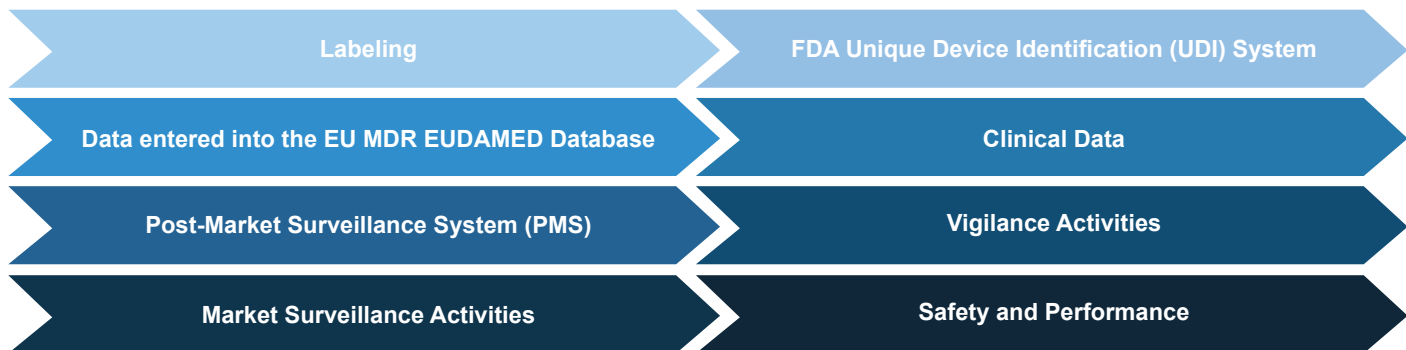 Labeling
FDA Unique Device Identification (UDI) System
Data entered into the EU MDR EUDAMED Database
Clinical Data
Post-Market Surveillance System (PMS)
Vigilance Activities
Market Surveillance Activities
Safety and Performance